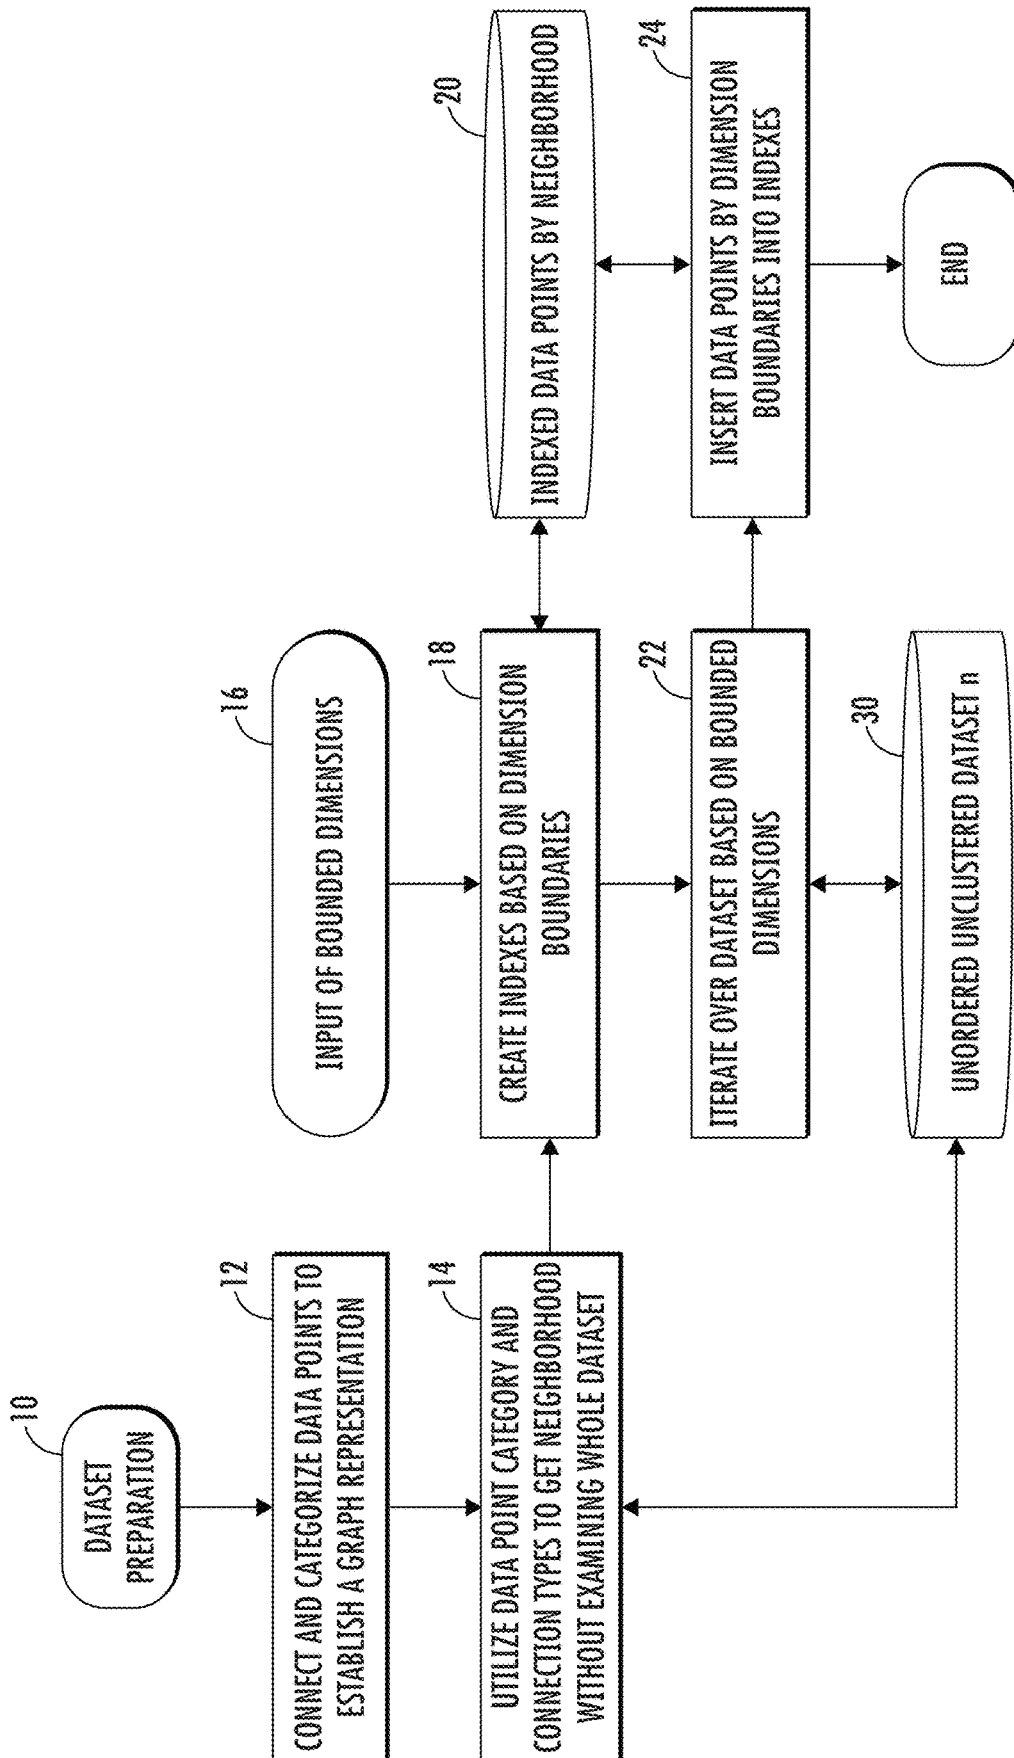 10
DATASET
PREPARATION
12
CONNECT AND CATEGORIZE DATA POINTS TO
ESTABLISH A GRAPH REPRESENTATION
14
UTILIZE DATA POINT CATEGORY AND
CONNECTION TYPES TO GET NEIGHBORHOOD
WITHOUT EXAMINING WHOLE DATASET
16
INPUT OF BOUNDED DIMENSIONS
18
CREATE INDEXES BASED ON DIMENSION
BOUNDARIES
20
INDEXED DATA POINTS BY NEIGHBORHOOD
22
ITERATE OVER DATASET BASED ON BOUNDED
DIMENSIONS
24
INSERT DATA POINTS BY DIMENSION
BOUNDARIES INTO INDEXES
30
UNORDERED UNCLUSTERED DATASET n
END